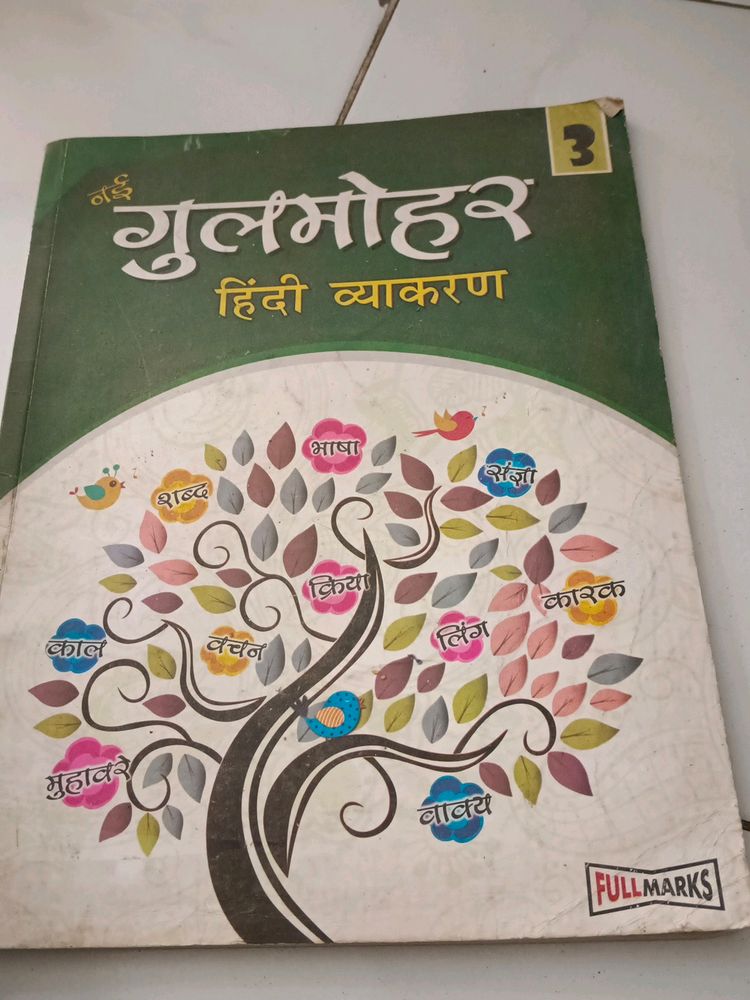 3
नई
गुलमोहर
हिंदी व्याकरण
भाषा
संज्ञा
शब्द
क्रिया
कारक
लिंग
काल
वचन
मुहावरे
वाक्य
FULLMARKS